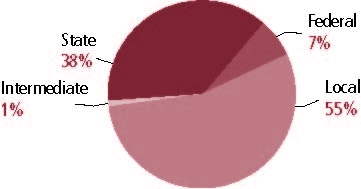 State
38%
Federal
7%
Intermediate
1%
Local
55%